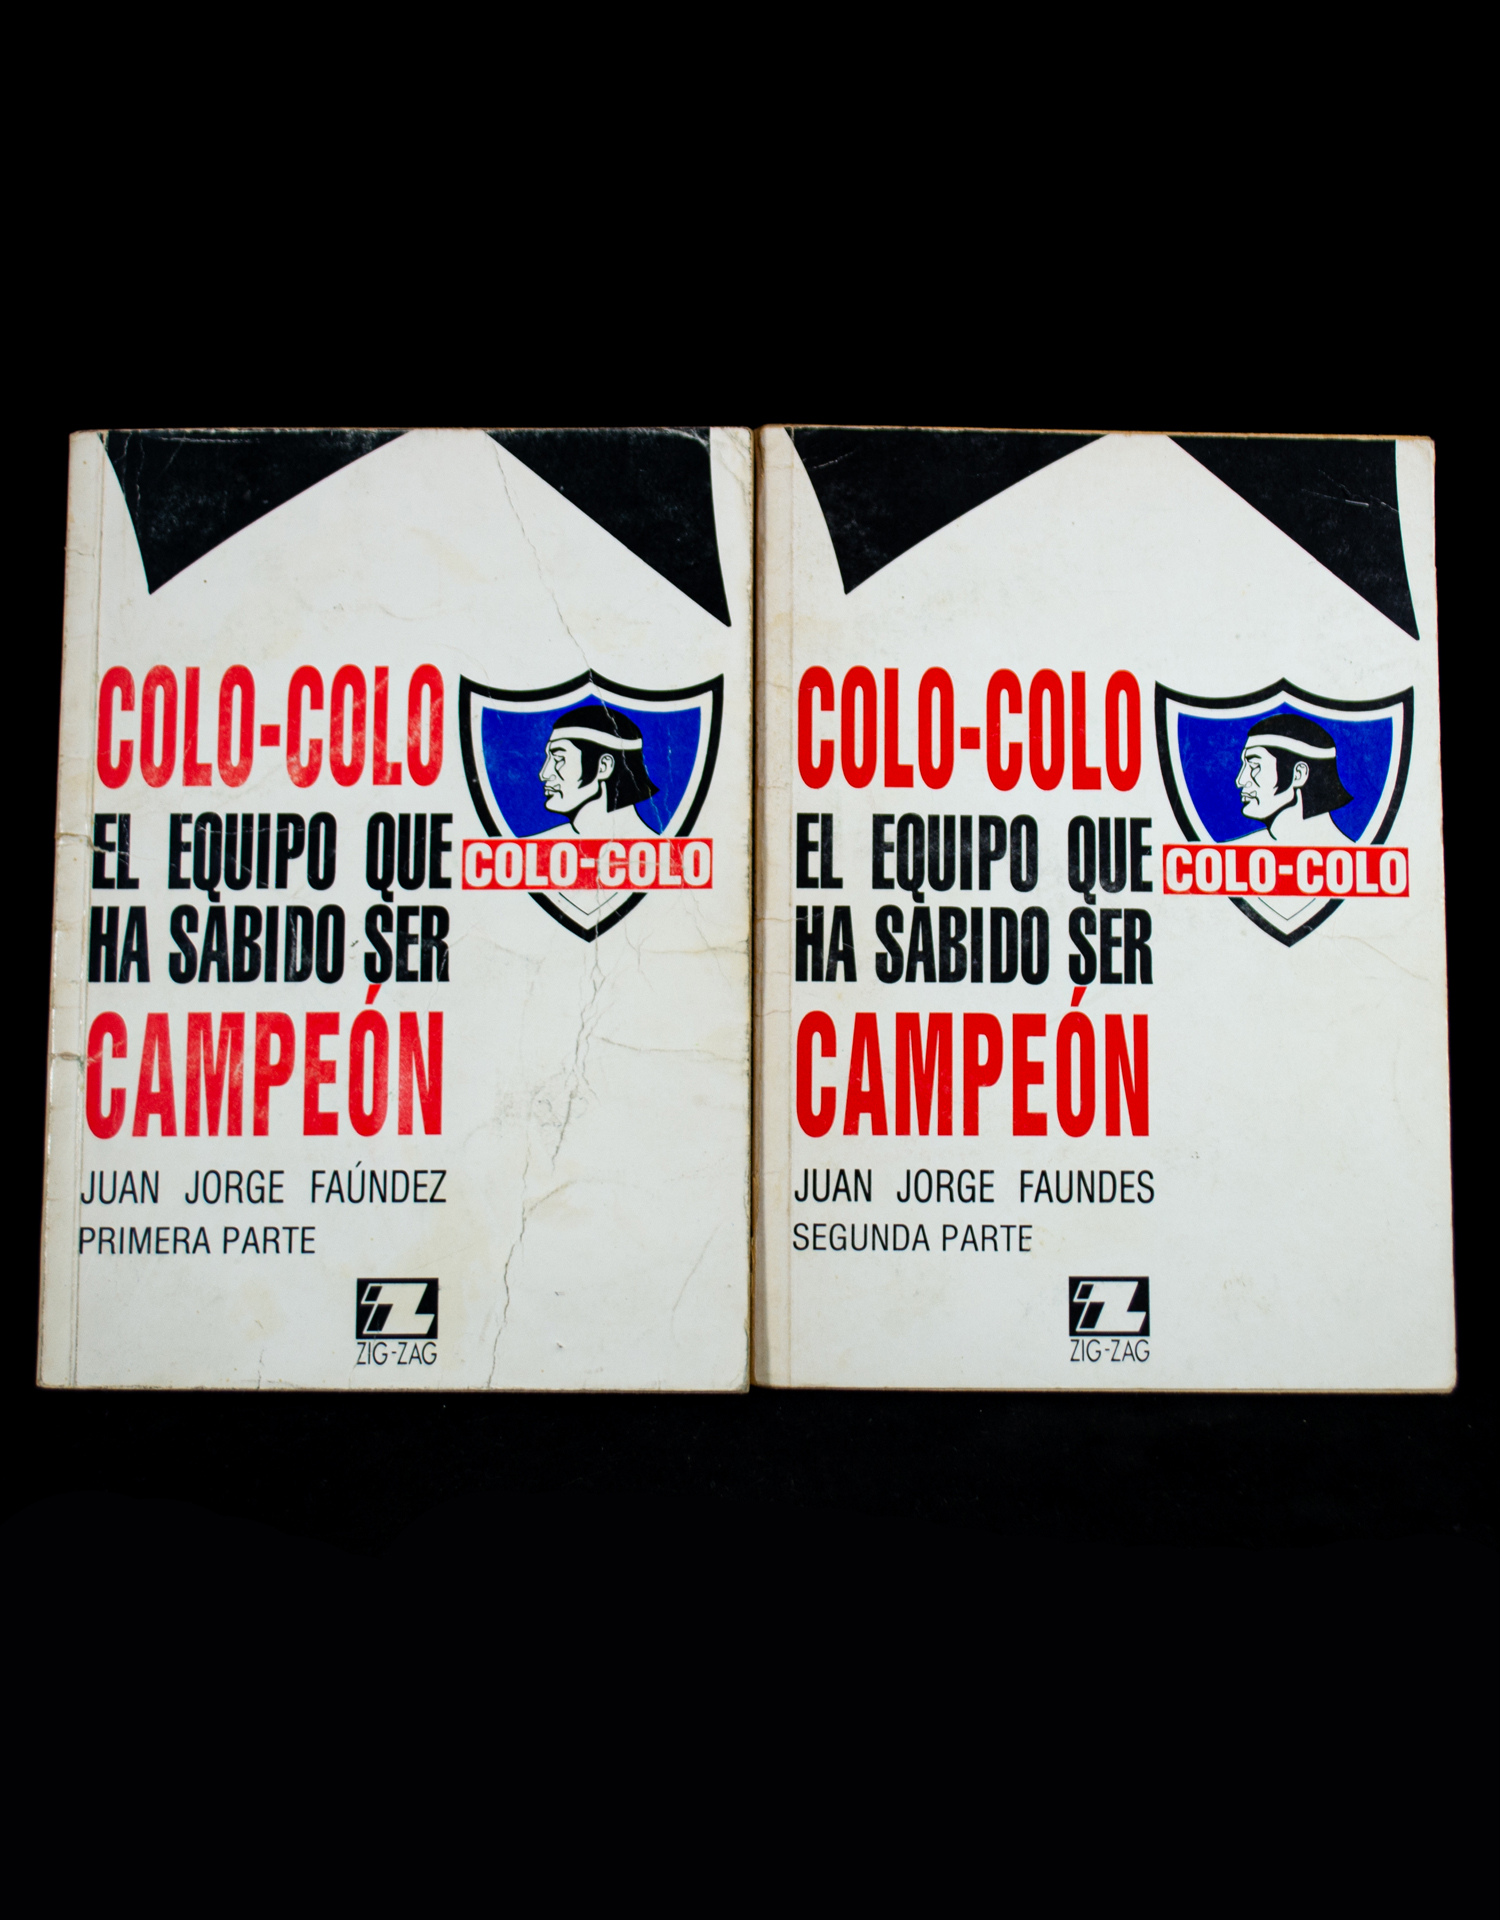 COLO-COLO
EL EQUIPO QUE
HA SABIDO SER
CAMPEÓN
JUAN JORGE FAÚNDEZ
PRIMERA PARTE
ZIG-ZAG
COLO-COLO
COLO-COLO
EL EQUIPO QUE
HA SABIDO SER
CAMPEÓN
JUAN JORGE FAUNDES
SEGUNDA PARTE
ZIG-ZAG
COLO-COLO